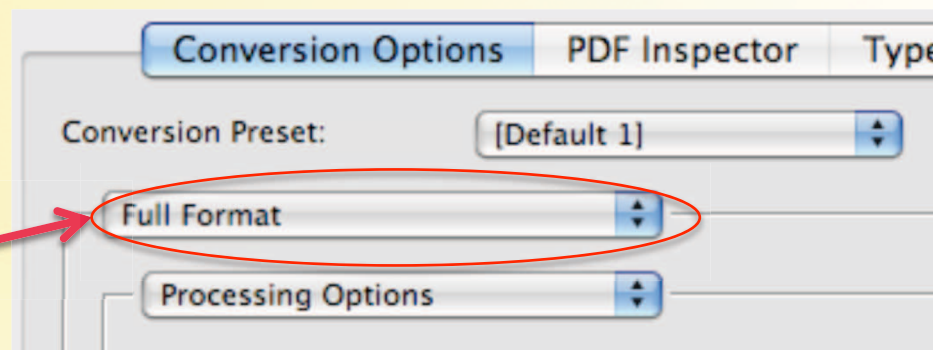 Conversion Options PDF Inspector Type
Conversion Preset: [Default 1]
Full Format
Processing Options